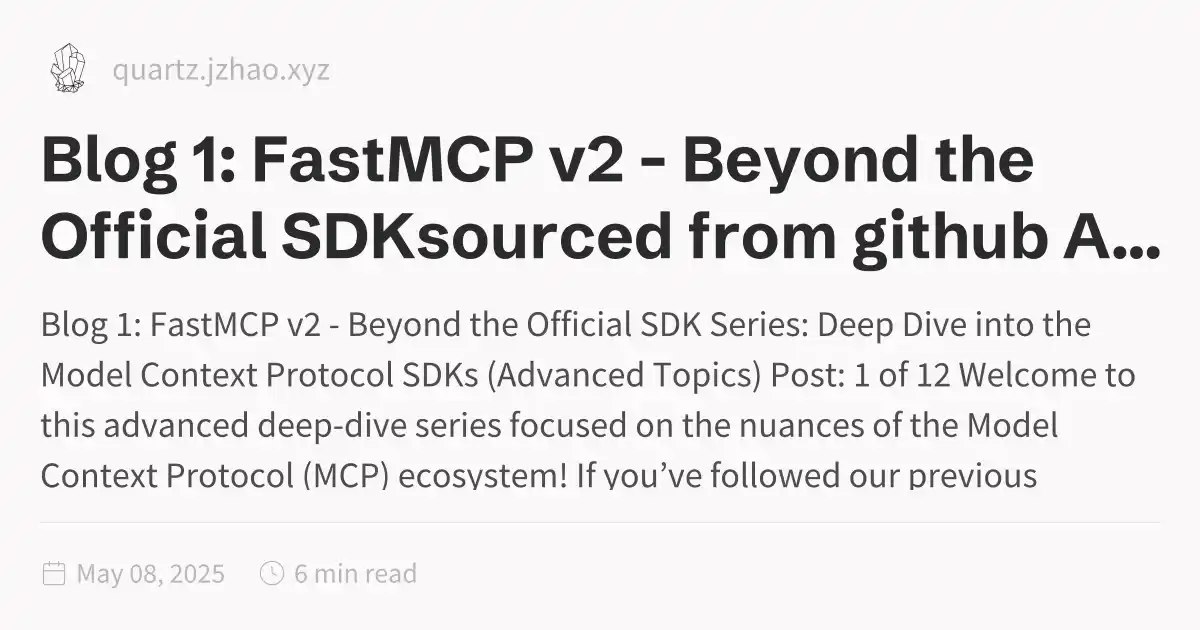 quartz.jzhao.xyz
Blog 1: FastMCP v2 - Beyond the
Official SDKsourced from github A...
Blog 1: FastMCP v2 - Beyond the Official SDK Series: Deep Dive into the
Model Context Protocol SDKs (Advanced Topics) Post: 1 of 12 Welcome to
this advanced deep-dive series focused on the nuances of the Model
Context Protocol (MCP) ecosystem! If you’ve followed our previous
May 08, 2025 6 min read